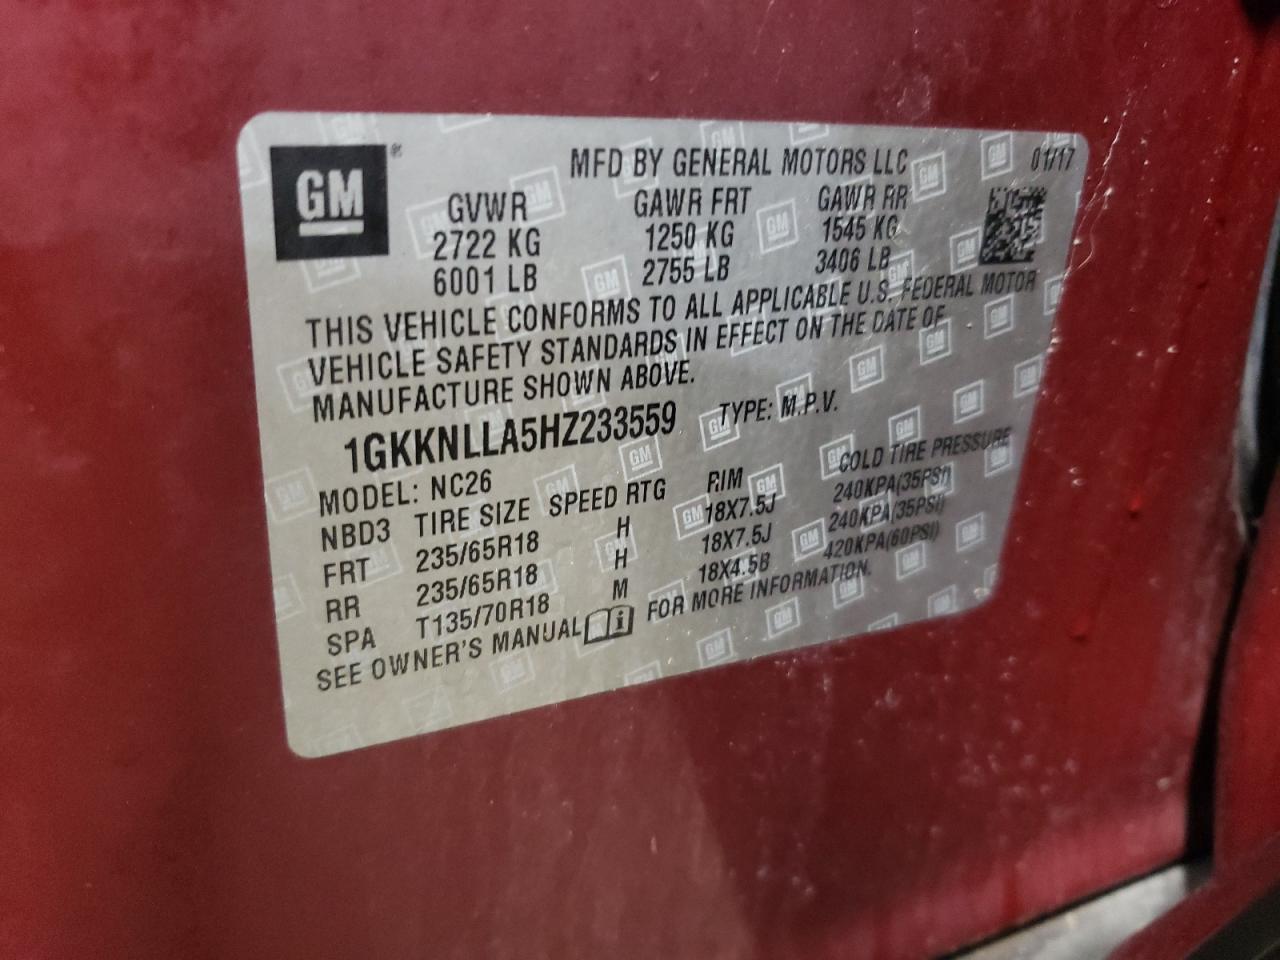 GM ®
MFD BY GENERAL MOTORS LLC 01/17
GVWR GAWR FRT GAWR RR
2722 KG 1250 KG 1545 KG
6001 LB 2755 LB 3406 LB
THIS VEHICLE CONFORMS TO ALL APPLICABLE U.S. FEDERAL MOTOR
VEHICLE SAFETY STANDARDS IN EFFECT ON THE DATE OF
MANUFACTURE SHOWN ABOVE.
1GKKNLLA5HZ233559 TYPE: M.P.V.
MODEL: NC26
NBD3 TIRE SIZE SPEED RTG RIM COLD TIRE PRESSURE
FRT 235/65R18 H 18X7.5J 240KPA(35PSI)
RR 235/65R18 H 18X7.5J 240KPA(35PSI)
SPA T135/70R18 M 18X4.5B 420KPA(60PSI)
SEE OWNER'S MANUAL FOR MORE INFORMATION.